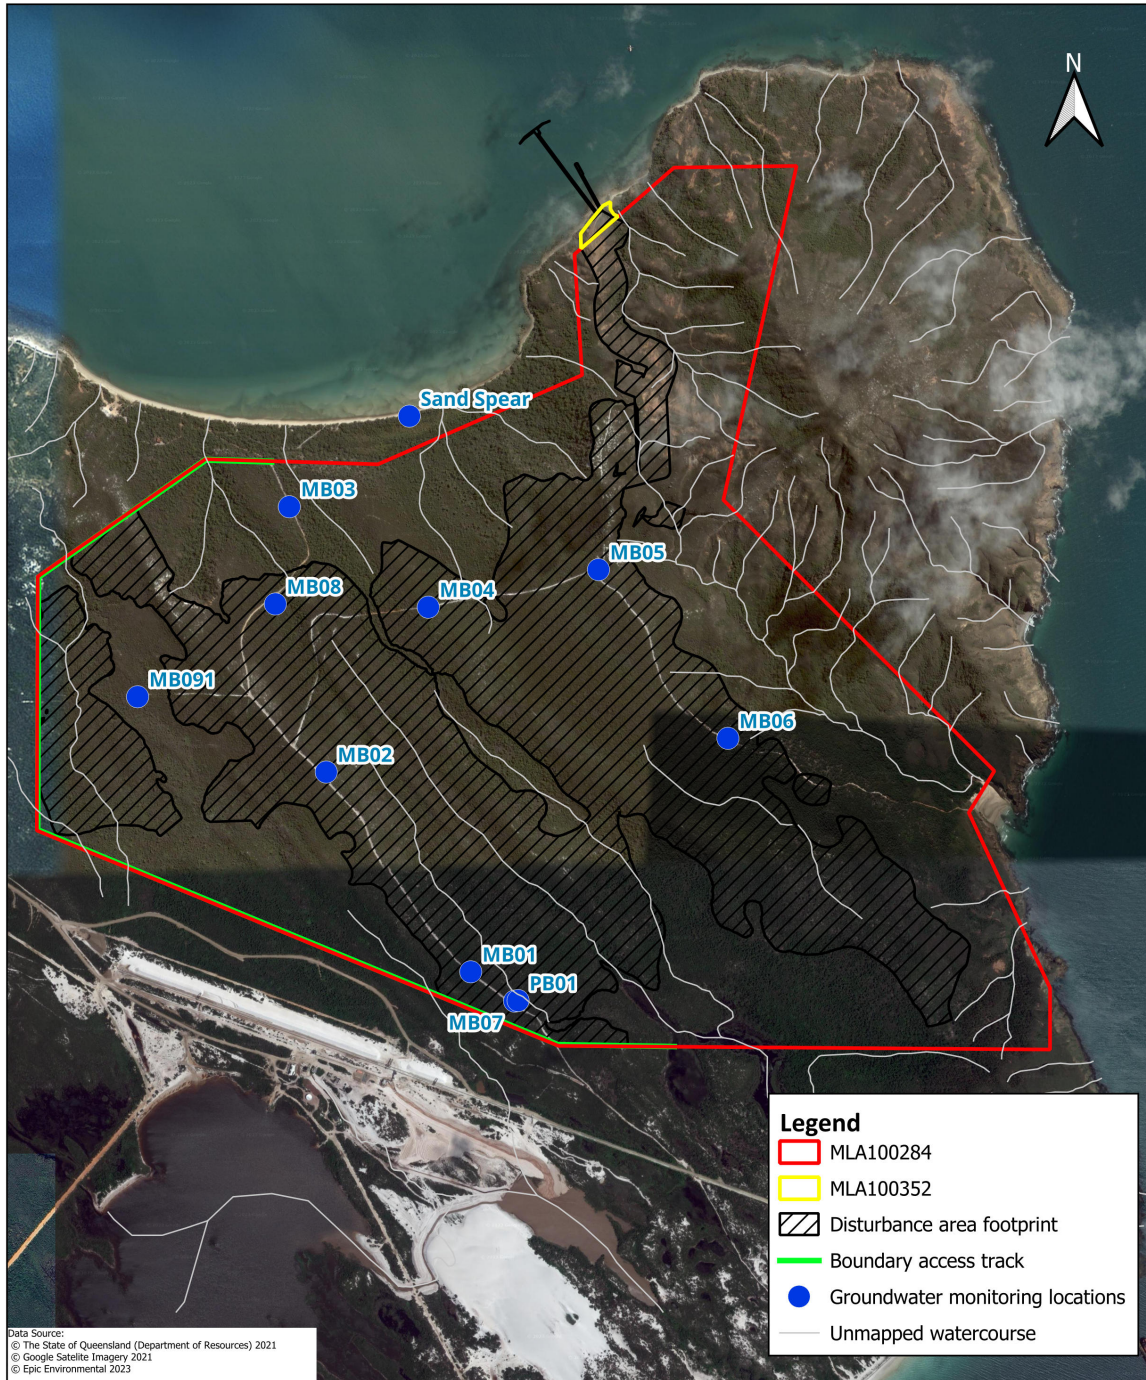 N
Sand Spear
MB03
MB05
MB08
MB04
MB091
MB06
MB02
MB01
PB01
MB07
Legend
MLA100284
MLA100352
Disturbance area footprint
Boundary access track
Groundwater monitoring locations
Unmapped watercourse
Data Source:
© The State of Queensland (Department of Resources) 2021
© Google Satelite Imagery 2021
© Epic Environmental 2023